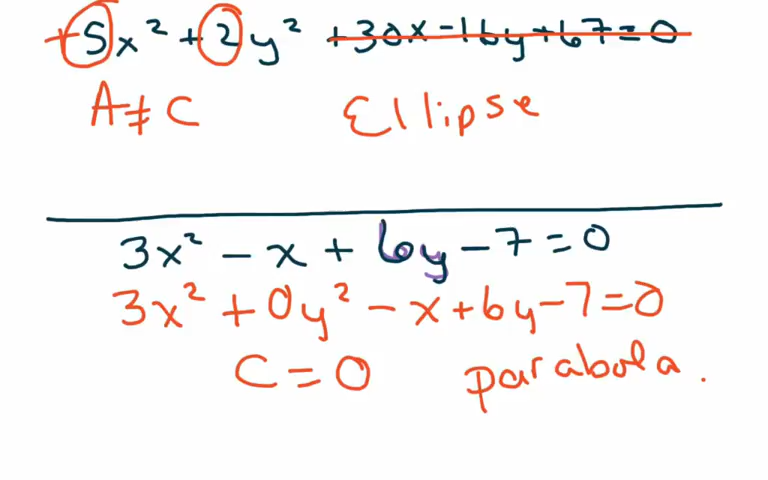 +5x² + 2y² +30x-16y+67=0
A≠C Ellipse
3x² - x + 6y - 7 = 0
3x² + 0y² - x + 6y - 7 = 0
C = 0 parabola.